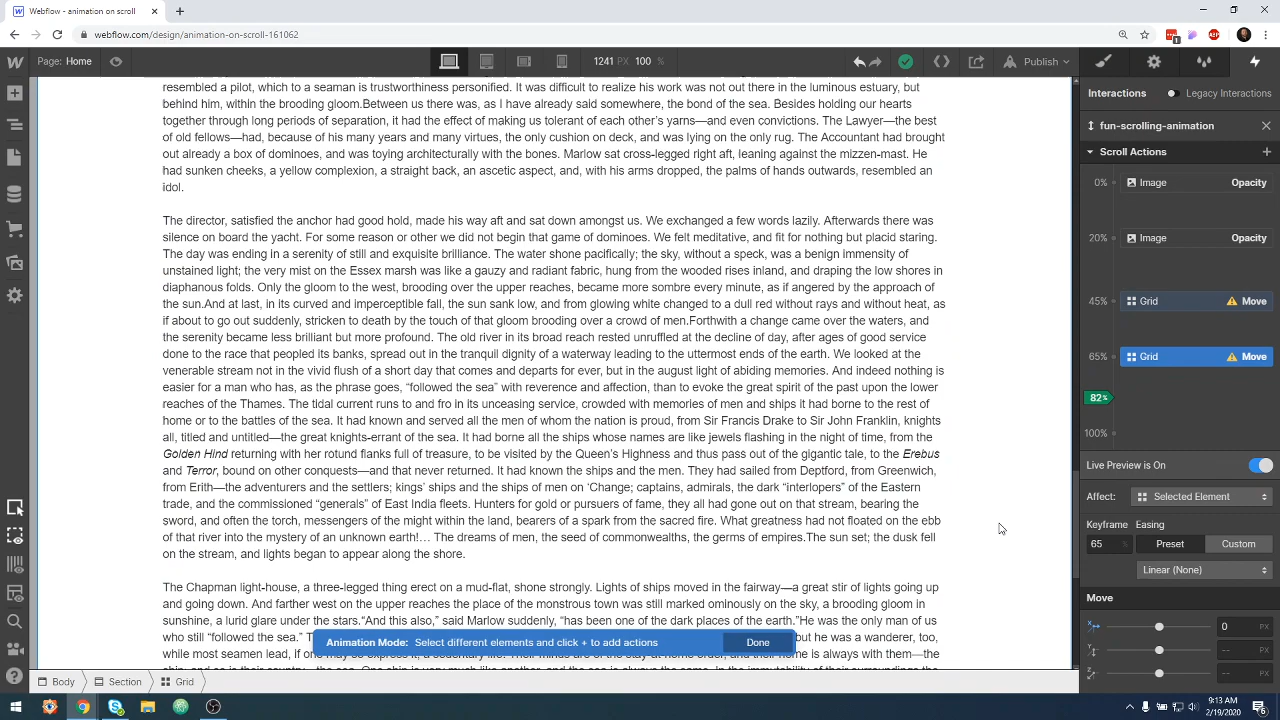 Webflow - animation on scroll
webflow.com/design/animation-on-scroll-161062
Page: Home
1241 PX 100 %
Publish
resembled a pilot, which to a seaman is trustworthiness personified. It was difficult to realize his work was not out there in the luminous estuary, but
behind him, within the brooding gloom.Between us there was, as I have already said somewhere, the bond of the sea. Besides holding our hearts
together through long periods of separation, it had the effect of making us tolerant of each other's yarns—and even convictions. The Lawyer—the best
of old fellows—had, because of his many years and many virtues, the only cushion on deck, and was lying on the only rug. The Accountant had brought
out already a box of dominoes, and was toying architecturally with the bones. Marlow sat cross-legged right aft, leaning against the mizzen-mast. He
had sunken cheeks, a yellow complexion, a straight back, an ascetic aspect, and, with his arms dropped, the palms of hands outwards, resembled an
idol.
The director, satisfied the anchor had good hold, made his way aft and sat down amongst us. We exchanged a few words lazily. Afterwards there was
silence on board the yacht. For some reason or other we did not begin that game of dominoes. We felt meditative, and fit for nothing but placid staring.
The day was ending in a serenity of still and exquisite brilliance. The water shone pacifically; the sky, without a speck, was a benign immensity of
unstained light; the very mist on the Essex marsh was like a gauzy and radiant fabric, hung from the wooded rises inland, and draping the low shores in
diaphanous folds. Only the gloom to the west, brooding over the upper reaches, became more sombre every minute, as if angered by the approach of
the sun.And at last, in its curved and imperceptible fall, the sun sank low, and from glowing white changed to a dull red without rays and without heat, as
if about to go out suddenly, stricken to death by the touch of that gloom brooding over a crowd of men.Forthwith a change came over the waters, and
the serenity became less brilliant but more profound. The old river in its broad reach rested unruffled at the decline of day, after ages of good service
done to the race that peopled its banks, spread out in the tranquil dignity of a waterway leading to the uttermost ends of the earth. We looked at the
venerable stream not in the vivid flush of a short day that comes and departs for ever, but in the august light of abiding memories. And indeed nothing is
easier for a man who has, as the phrase goes, "followed the sea" with reverence and affection, than to evoke the great spirit of the past upon the lower
reaches of the Thames. The tidal current runs to and fro in its unceasing service, crowded with memories of men and ships it had borne to the rest of
home or to the battles of the sea. It had known and served all the men of whom the nation is proud, from Sir Francis Drake to Sir John Franklin, knights
all, titled and untitled—the great knights-errant of the sea. It had borne all the ships whose names are like jewels flashing in the night of time, from the
Golden Hind returning with her rotund flanks full of treasure, to be visited by the Queen's Highness and thus pass out of the gigantic tale, to the Erebus
and Terror, bound on other conquests—and that never returned. It had known the ships and the men. They had sailed from Deptford, from Greenwich,
from Erith—the adventurers and the settlers; kings' ships and the ships of men on 'Change; captains, admirals, the dark "interlopers" of the Eastern
trade, and the commissioned "generals" of East India fleets. Hunters for gold or pursuers of fame, they all had gone out on that stream, bearing the
sword, and often the torch, messengers of the might within the land, bearers of a spark from the sacred fire. What greatness had not floated on the ebb
of that river into the mystery of an unknown earth!… The dreams of men, the seed of commonwealths, the germs of empires.The sun set; the dusk fell
on the stream, and lights began to appear along the shore.
The Chapman light-house, a three-legged thing erect on a mud-flat, shone strongly. Lights of ships moved in the fairway—a great stir of lights going up
and going down. And farther west on the upper reaches the place of the monstrous town was still marked ominously on the sky, a brooding gloom in
sunshine, a lurid glare under the stars."And this also," said Marlow suddenly, "has been one of the dark places of the earth."He was the only man of us
who still "followed the sea." but he was a wanderer, too,
while most seamen lead, if one their home is always with them—the
Animation Mode: Select different elements and click + to add actions Done
Body Section Grid
Interactions Legacy Interactions
fun-scrolling-animation
Scroll Actions
0% Image Opacity
20% Image Opacity
45% Grid Move
65% Grid Move
82%
100%
Live Preview is On
Affect: Selected Element
Keyframe Easing
65 % Preset Custom
Linear (None)
Move
X 0 PX
Y -- PX
Z -- PX
9:13 AM
2/19/2020
6